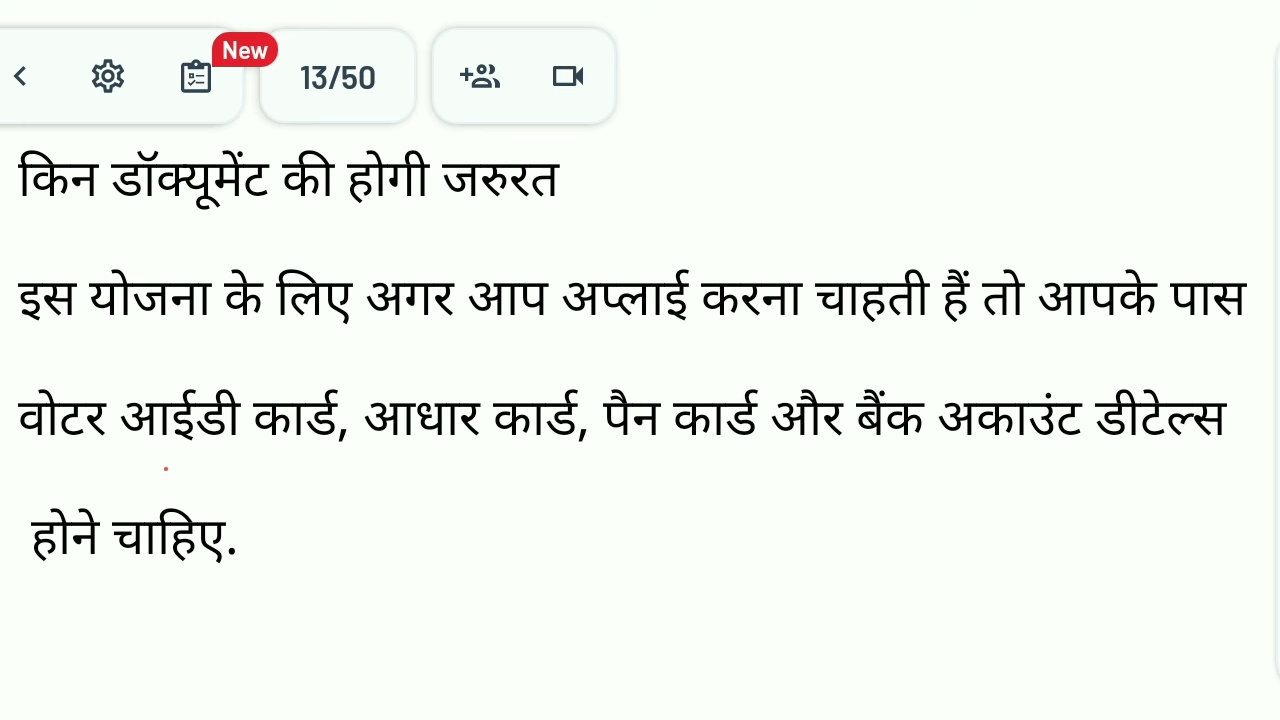 New
13/50
किन डॉक्यूमेंट की होगी जरुरत
इस योजना के लिए अगर आप अप्लाई करना चाहती हैं तो आपके पास
वोटर आईडी कार्ड, आधार कार्ड, पैन कार्ड और बैंक अकाउंट डीटेल्स
होने चाहिए.